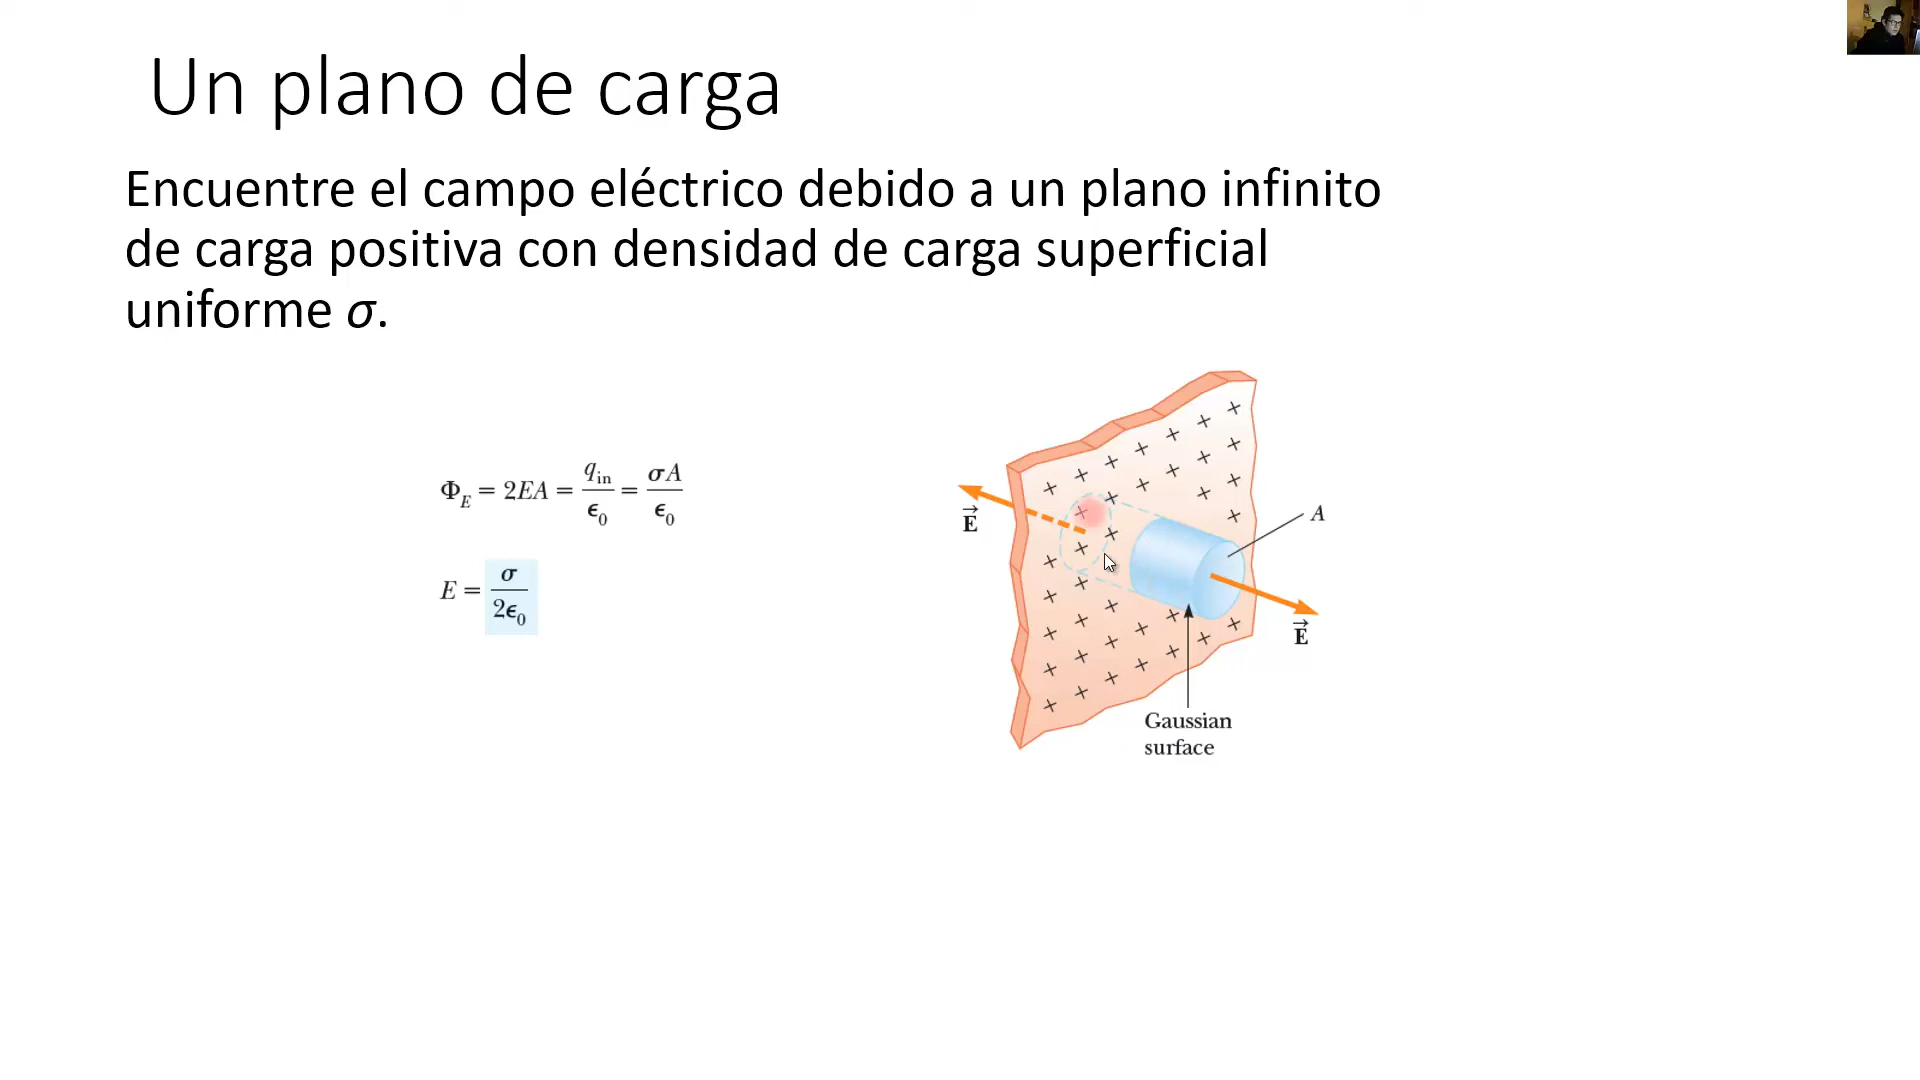 Un plano de carga
Encuentre el campo eléctrico debido a un plano infinito
de carga positiva con densidad de carga superficial
uniforme σ.
Φ_E = 2EA = q_in/ϵ_0 = σA/ϵ_0
E = σ/2ϵ_0
E⃗
A
E⃗
Gaussian
surface